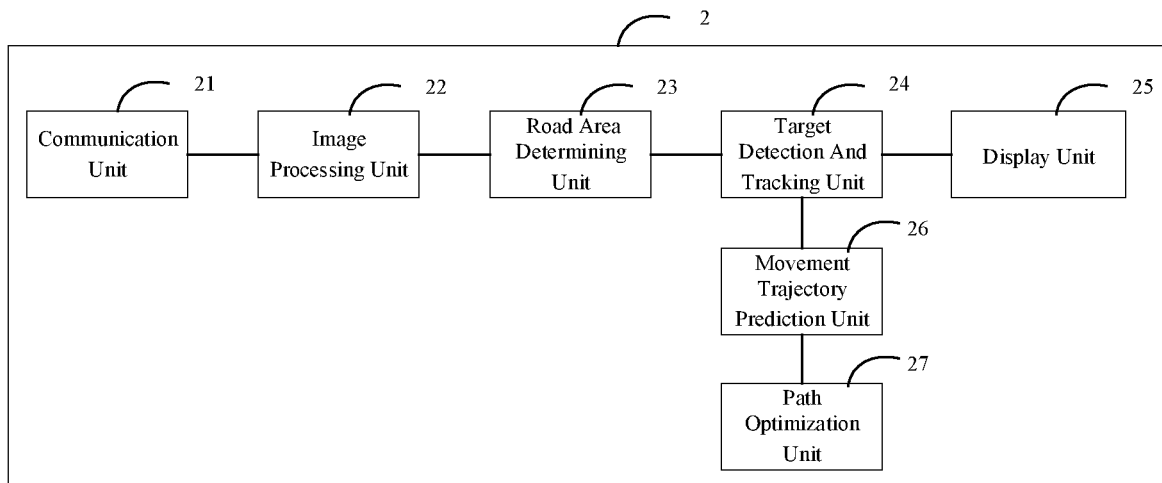 2
21
22
23
24
25
Communication
Unit
Image
Processing Unit
Road Area
Determining
Unit
Target
Detection And
Tracking Unit
Display Unit
26
Movement
Trajectory
Prediction Unit
27
Path
Optimization
Unit